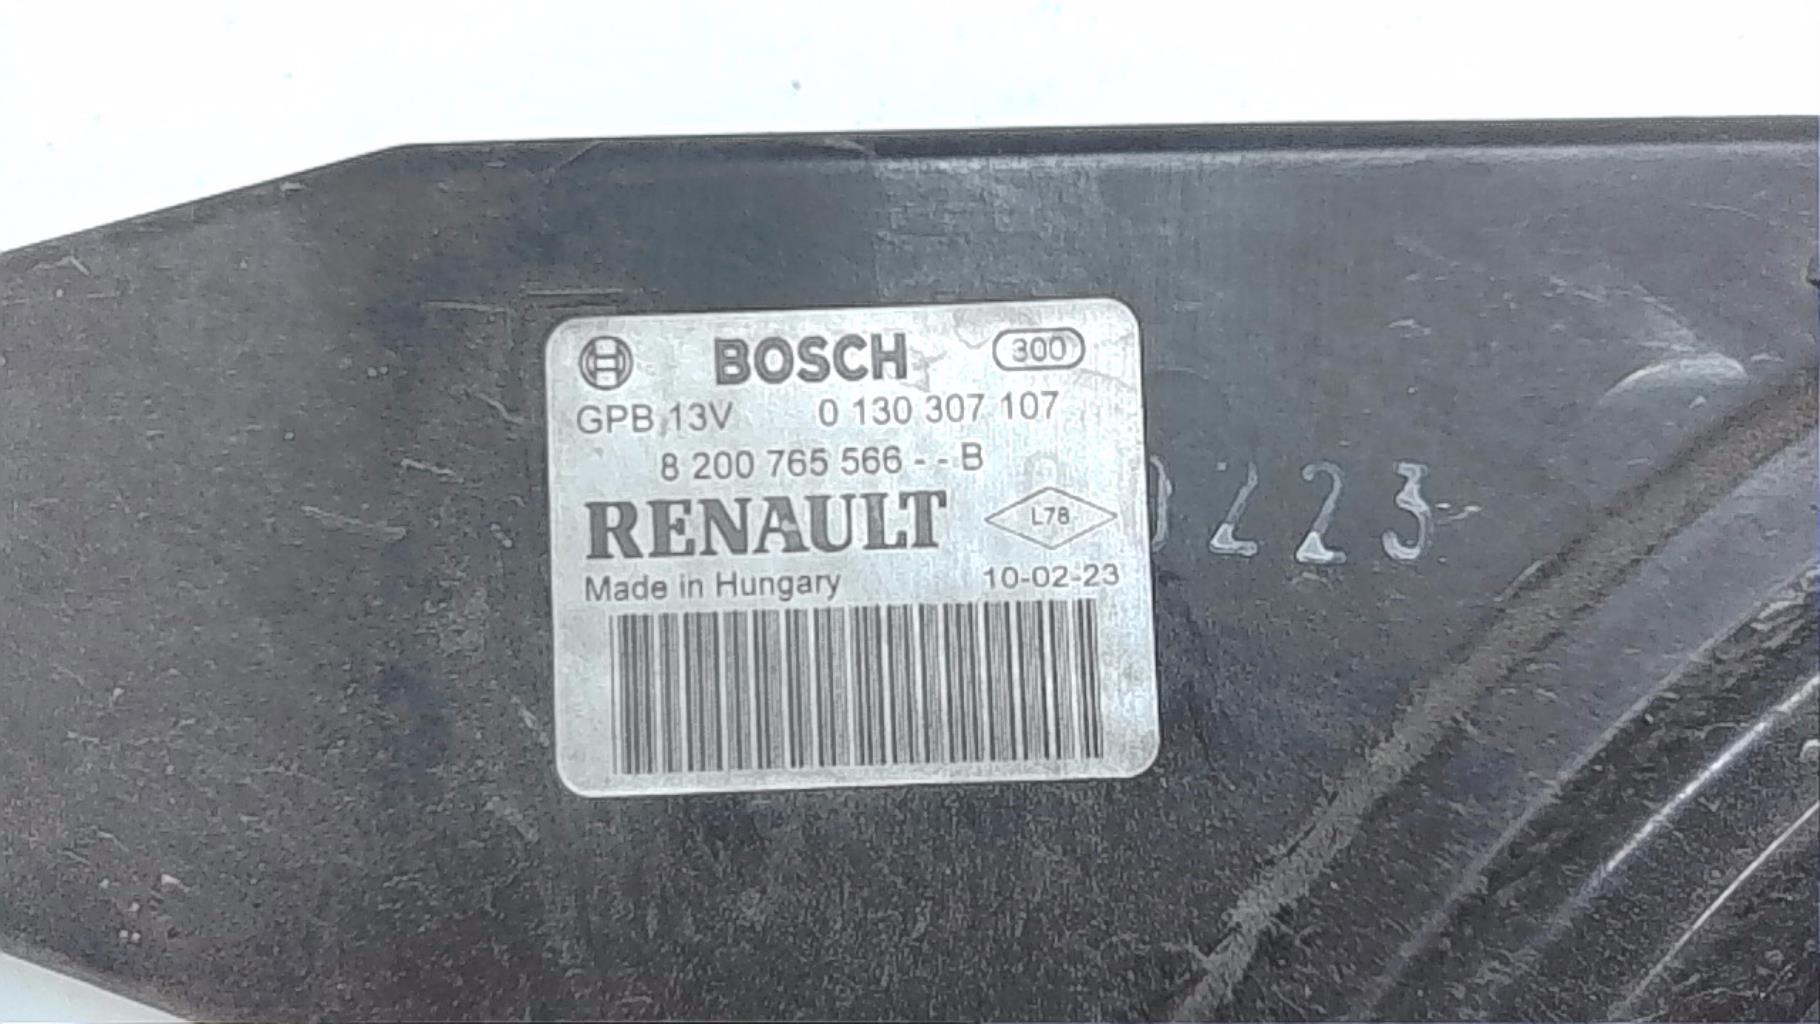 BOSCH 300
GPB 13V 0 130 307 107
8 200 765 566 - - B
RENAULT L78
Made in Hungary 10-02-23
0223